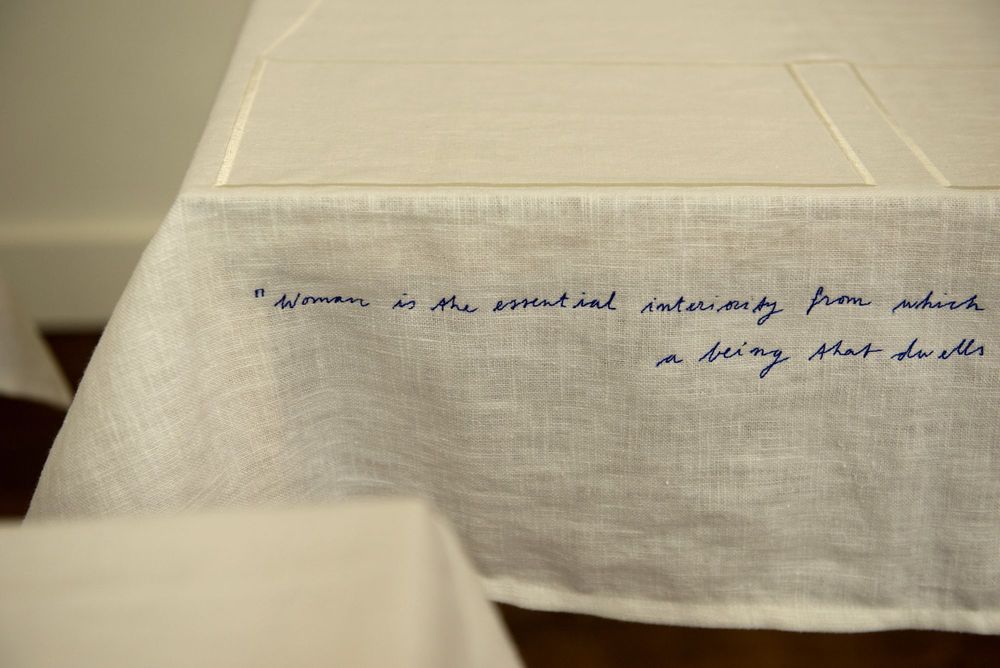 "Woman is the essential interiority from which
a being that dwells